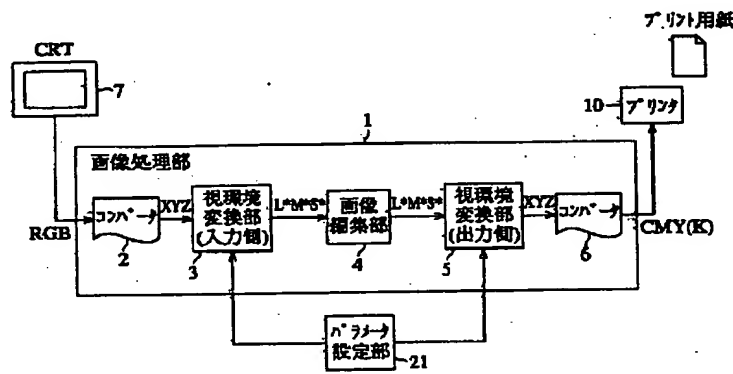 プリント用紙
CRT
7
10
プリンタ
1
画像処理部
コンバータ
XYZ
視環境
変換部
(入力側)
L*M*S*
画像
編集部
L*M*S*
視環境
変換部
(出力側)
XYZ
コンバータ
RGB
2
3
4
5
6
CMY(K)
パラメータ
設定部
21